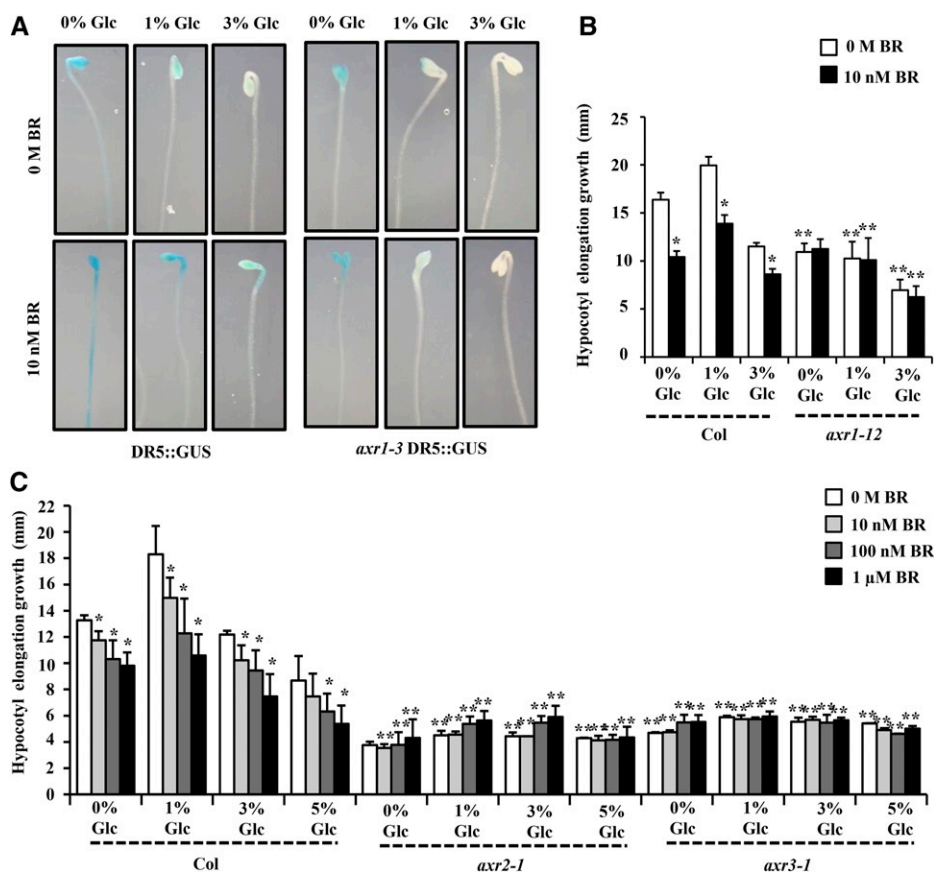 A
0% Glc 1% Glc 3% Glc 0% Glc 1% Glc 3% Glc
0 M BR
10 nM BR
DR5::GUS
axr1-3 DR5::GUS
B
0 M BR
10 nM BR
Hypocotyl elongation growth (mm)
25
20
15
10
5
0
* * * ** ** ** ** **
0% Glc 1% Glc 3% Glc 0% Glc 1% Glc 3% Glc
Col axr1-12
C
0 M BR
10 nM BR
100 nM BR
1 µM BR
Hypocotyl elongation growth (mm)
22
20
18
16
14
12
10
8
6
4
2
0
0% Glc 1% Glc 3% Glc 5% Glc 0% Glc 1% Glc 3% Glc 5% Glc 0% Glc 1% Glc 3% Glc 5% Glc
Col axr2-1 axr3-1